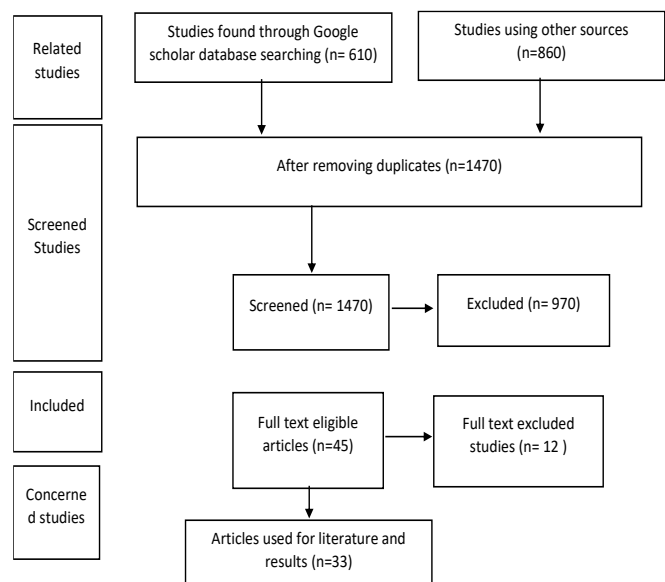 Related
studies
Studies found through Google
scholar database searching (n= 610)
Studies using other sources
(n=860)
Screened
Studies
After removing duplicates (n=1470)
Screened (n= 1470)
Excluded (n= 970)
Included
Full text eligible
articles (n=45)
Full text excluded
studies (n= 12 )
Concerne
d studies
Articles used for literature and
results (n=33)